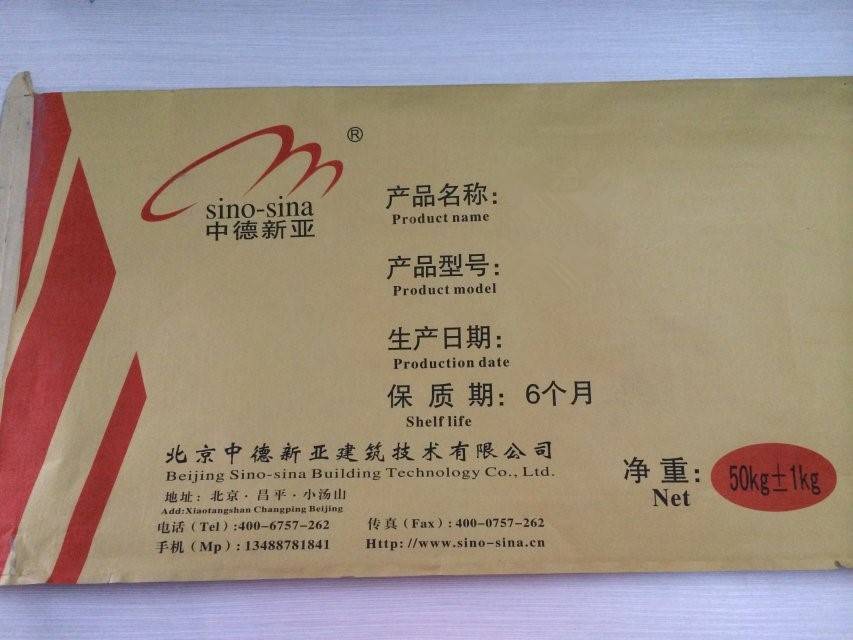 ®
sino-sina
中德新亚
产品名称：
Product name
产品型号：
Product model
生产日期：
Production date
保 质 期：6个月
Shelf life
北京中德新亚建筑技术有限公司
Beijing Sino-sina Building Technology Co., Ltd.
地址：北京·昌平·小汤山
Add:Xiaotangshan Changping Beijing
电话（Tel）:400-6757-262 传真（Fax）:400-0757-262
手机（Mp）:13488781841 Http://www.sino-sina.cn
净 重：50kg±1kg
Net